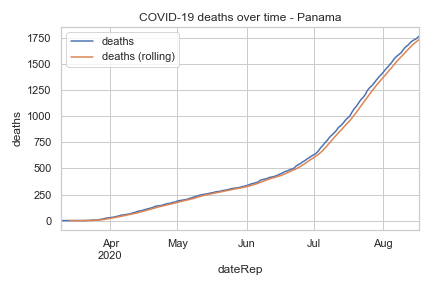 COVID-19 deaths over time - Panama
deaths
deaths (rolling)
1750
1500
1250
1000
750
500
250
0
deaths
Apr
2020
May
Jun
Jul
Aug
dateRep